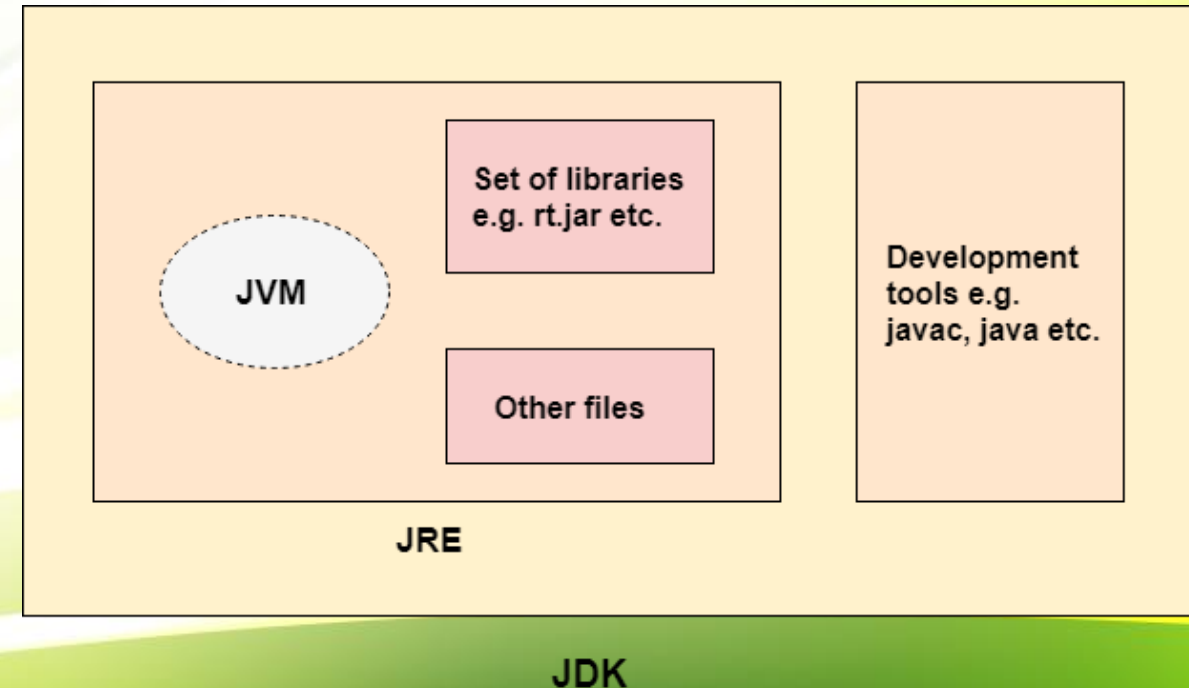 Set of libraries
e.g. rt.jar etc.
JVM
Development
tools e.g.
javac, java etc.
Other files
JRE
JDK